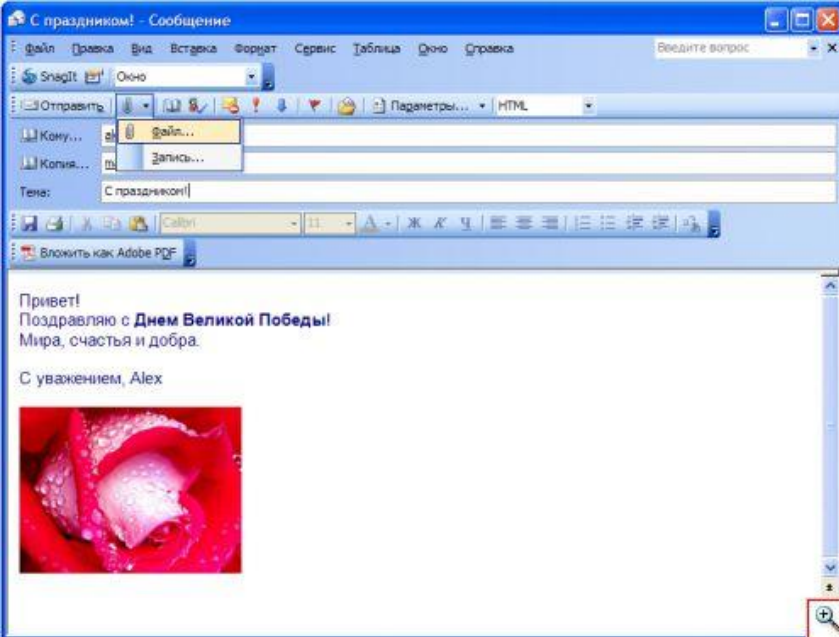 С праздником! - Сообщение
Файл Правка Вид Вставка Формат Сервис Таблица Окно Справка Введите вопрос
SnagIt Окно
Отправить Параметры... HTML
Кому...
Файл...
Копия...
Запись...
Тема: С праздником!
Calibri 11 A Ж К Ч
Вложить как Adobe PDF
Привет!
Поздравляю с Днем Великой Победы!
Мира, счастья и добра.
С уважением, Alex